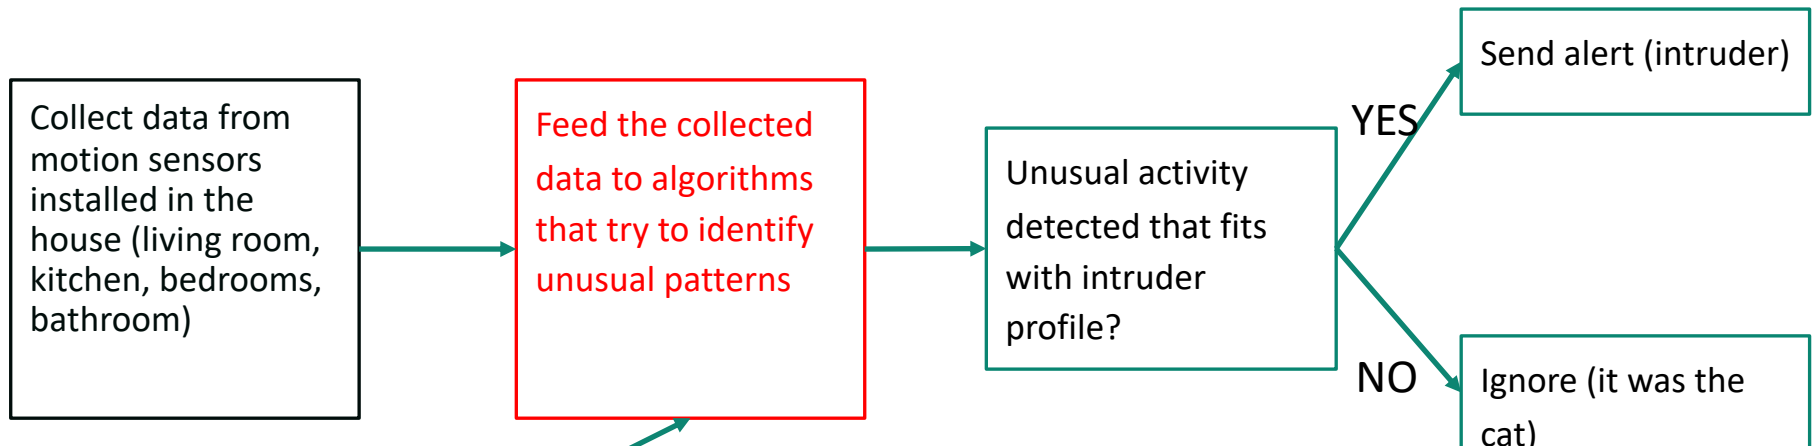 Collect data from
motion sensors
installed in the
house (living room,
kitchen, bedrooms,
bathroom)
Feed the collected
data to algorithms
that try to identify
unusual patterns
Unusual activity
detected that fits
with intruder
profile?
YES
Send alert (intruder)
NO
Ignore (it was the
cat)